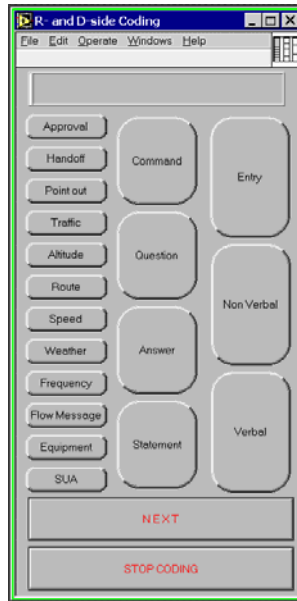 R- and D-side Coding
File Edit Operate Windows Help
Approval
Handoff
Point out
Traffic
Altitude
Route
Speed
Weather
Frequency
Flow Message
Equipment
SUA
Command
Question
Answer
Statement
Entry
Non Verbal
Verbal
NEXT
STOP CODING